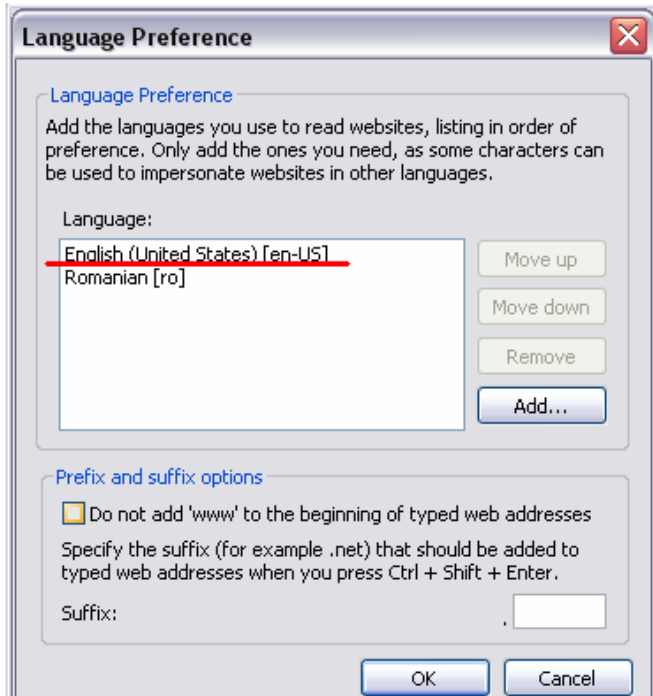 Language Preference
Language Preference
Add the languages you use to read websites, listing in order of
preference. Only add the ones you need, as some characters can
be used to impersonate websites in other languages.
Language:
English (United States) [en-US]
Romanian [ro]
Move up
Move down
Remove
Add...
Prefix and suffix options
Do not add 'www' to the beginning of typed web addresses
Specify the suffix (for example .net) that should be added to
typed web addresses when you press Ctrl + Shift + Enter.
Suffix: .
OK Cancel